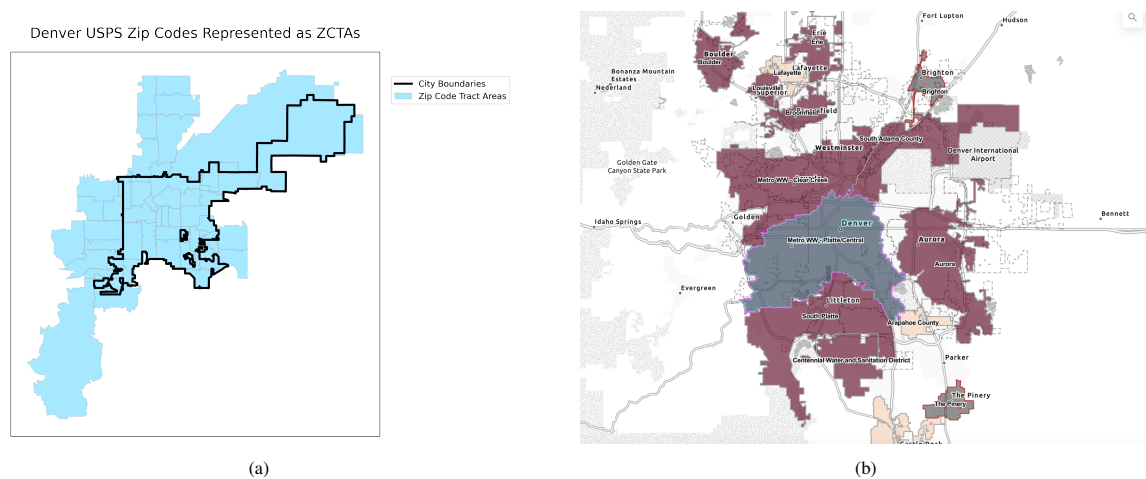 Denver USPS Zip Codes Represented as ZCTAs
City Boundaries
Zip Code Tract Areas
(a)
Fort Lupton
Hudson
Erie
Erie
Boulder
Boulder
Lafayette
Lafayette
Bonanza Mountain
Estates
Nederland
Louisville
Superior
Broomfield
Brighton
Brighton
South Adams County
Westminster
Denver International
Airport
Golden Gate
Canyon State Park
Metro WW - Clear Creek
Idaho Springs
Golden
Denver
Bennett
Metro WW - Platte/Central
Aurora
Aurora
Evergreen
Littleton
South Platte
Arapahoe County
Centennial Water and Sanitation District
Parker
The Pinery
The Pinery
Castle Rock
(b)